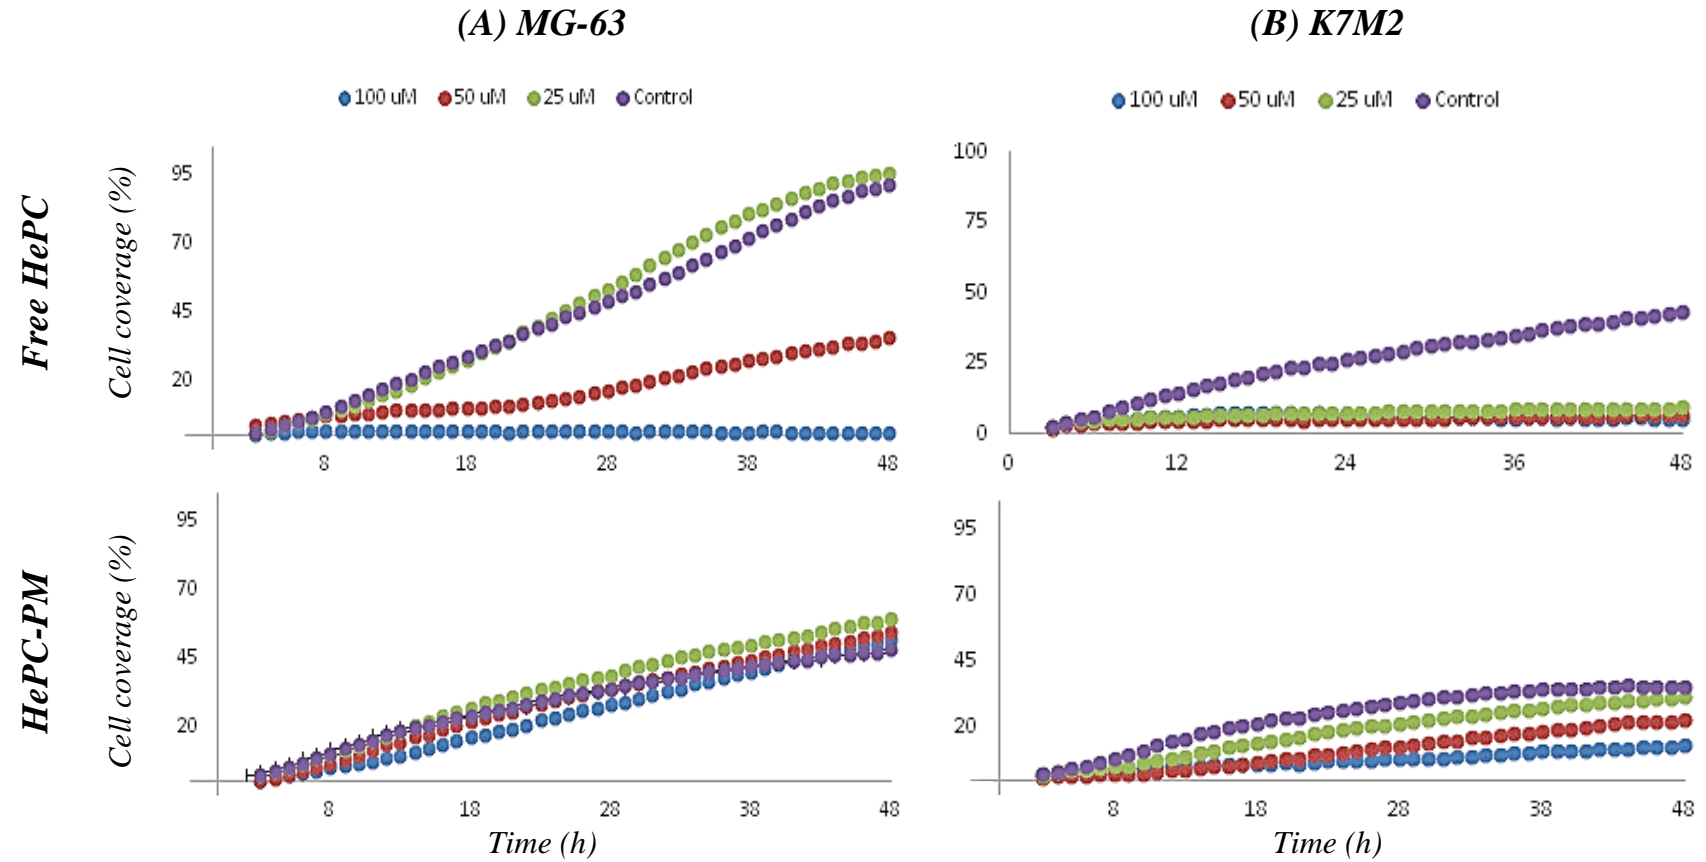 (A) MG-63
(B) K7M2
100 uM 50 uM 25 uM Control
100 uM 50 uM 25 uM Control
Free HePC
Cell coverage (%)
95
70
45
20
8 18 28 38 48
100
75
50
25
0
0 12 24 36 48
HePC-PM
Cell coverage (%)
95
70
45
20
8 18 28 38 48
Time (h)
95
70
45
20
8 18 28 38 48
Time (h)